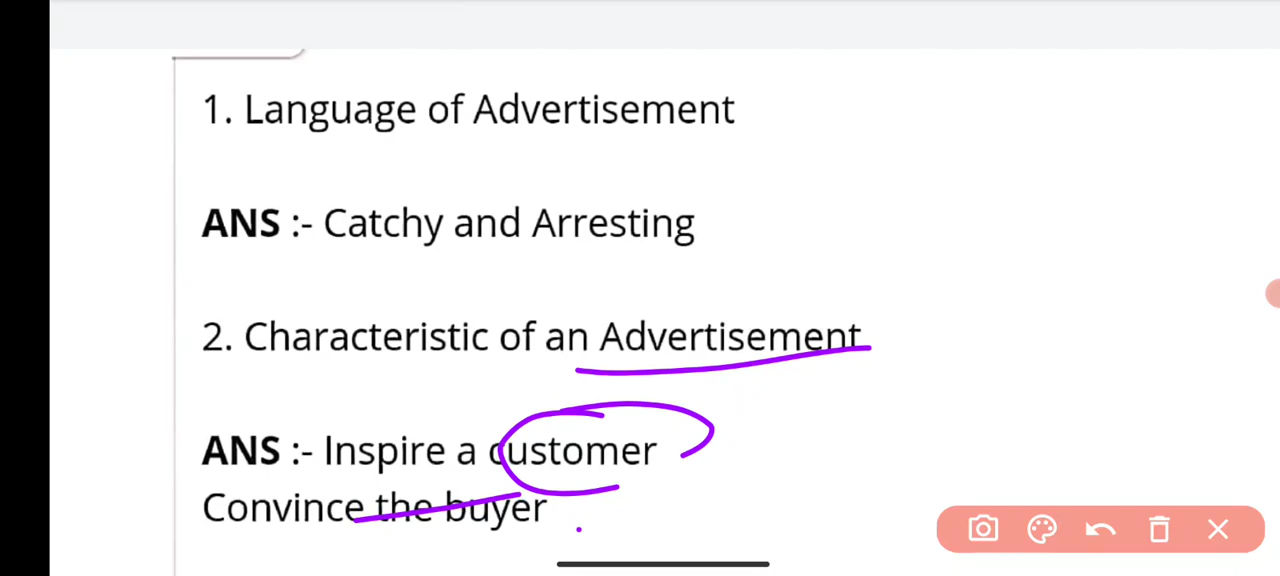 1. Language of Advertisement
ANS :- Catchy and Arresting
2. Characteristic of an Advertisement
ANS :- Inspire a customer
Convince the buyer